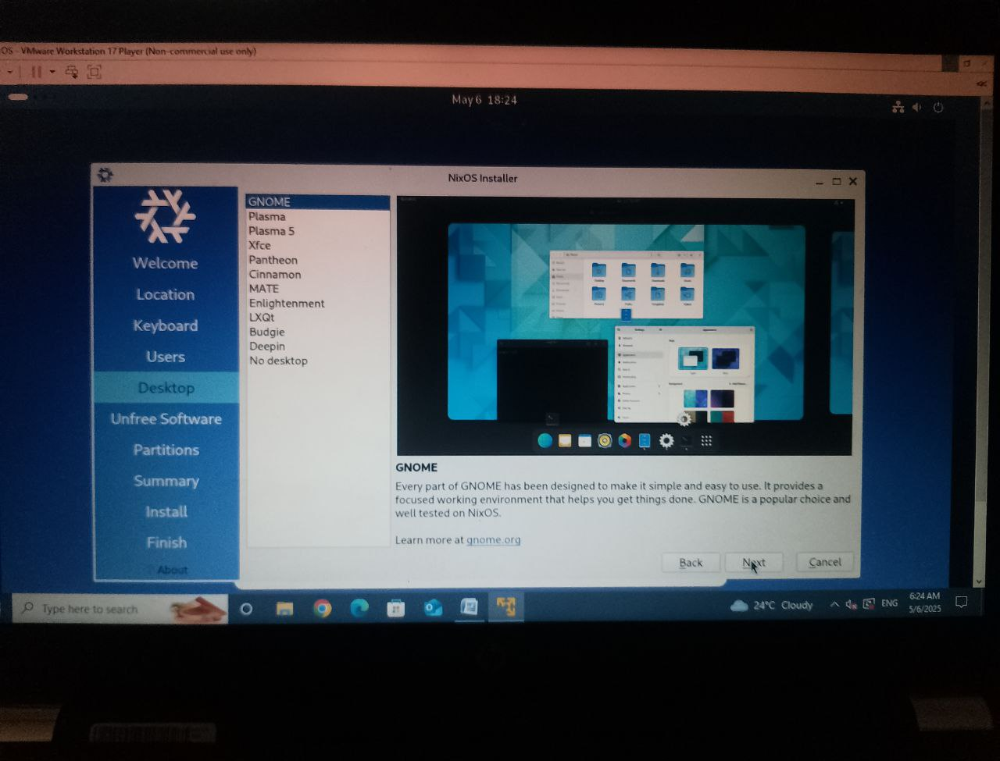 OS - VMware Workstation 17 Player (Non-commercial use only)
May 6 18:24
NixOS Installer
Welcome
Location
Keyboard
Users
Desktop
Unfree Software
Partitions
Summary
Install
Finish
About
GNOME
Plasma
Plasma 5
Xfce
Pantheon
Cinnamon
MATE
Enlightenment
LXQt
Budgie
Deepin
No desktop
GNOME
Every part of GNOME has been designed to make it simple and easy to use. It provides a
focused working environment that helps you get things done. GNOME is a popular choice and
well tested on NixOS.
Learn more at gnome.org
Back
Next
Cancel
Type here to search
24°C Cloudy
ENG
6:24 AM
5/6/2025